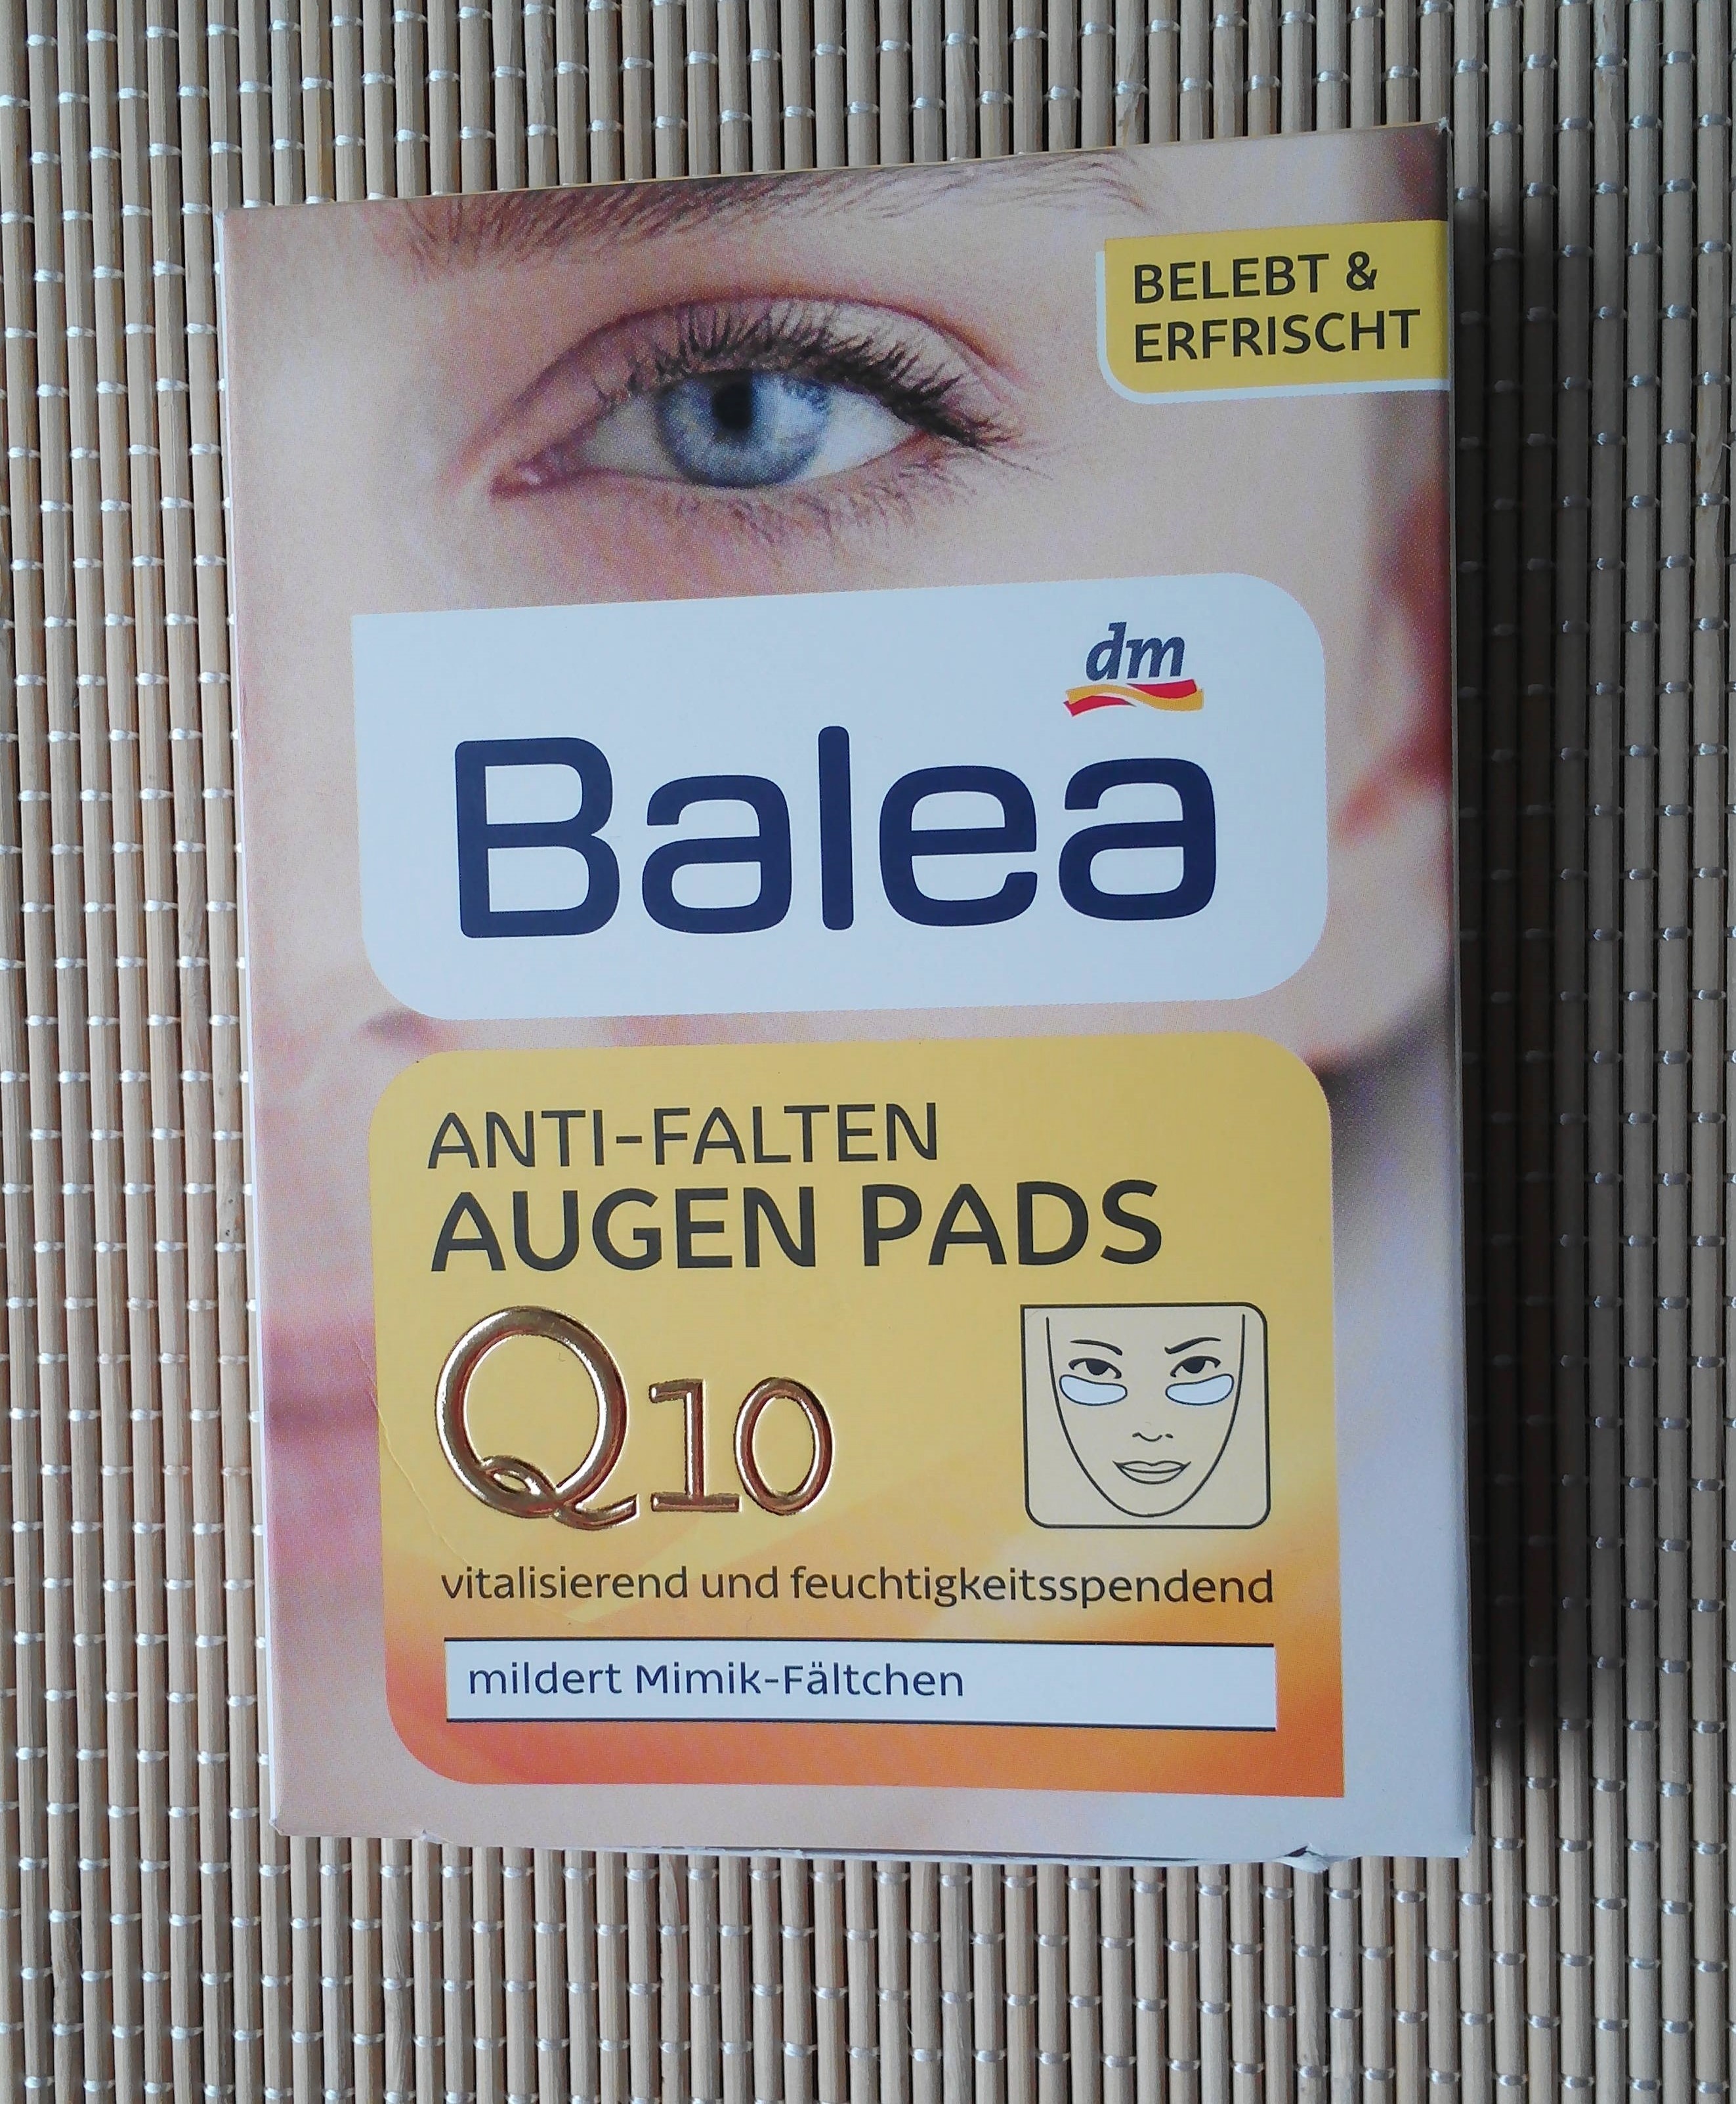 BELEBT &
ERFRISCHT
dm
Balea
ANTI-FALTEN
AUGEN PADS
Q10
vitalisierend und feuchtigkeitsspendend
mildert Mimik-Fältchen